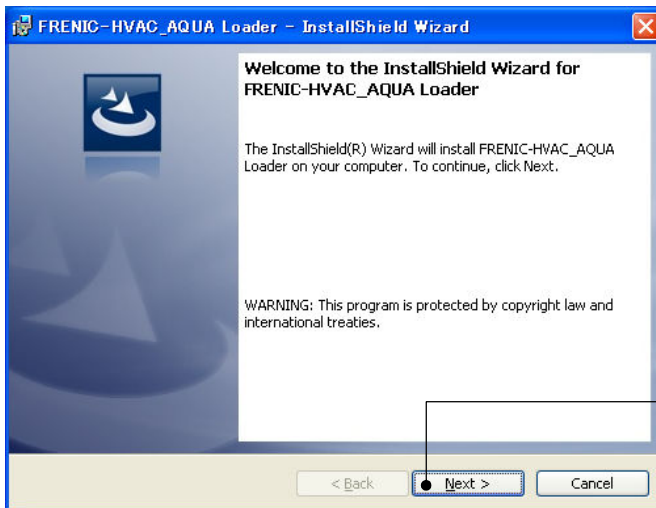 FRENIC-HVAC_AQUA Loader - InstallShield Wizard
Welcome to the InstallShield Wizard for
FRENIC-HVAC_AQUA Loader
The InstallShield(R) Wizard will install FRENIC-HVAC_AQUA
Loader on your computer. To continue, click Next.
WARNING: This program is protected by copyright law and
international treaties.
< Back Next > Cancel